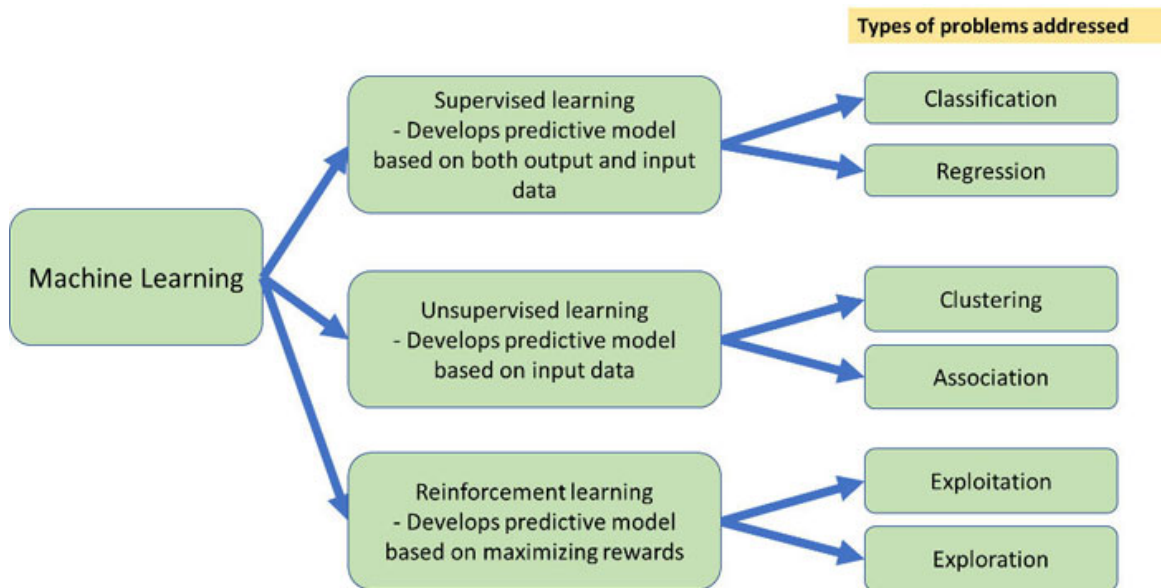 Types of problems addressed
Machine Learning
Supervised learning
- Develops predictive model
based on both output and input
data
Classification
Regression
Unsupervised learning
- Develops predictive model
based on input data
Clustering
Association
Reinforcement learning
- Develops predictive model
based on maximizing rewards
Exploitation
Exploration